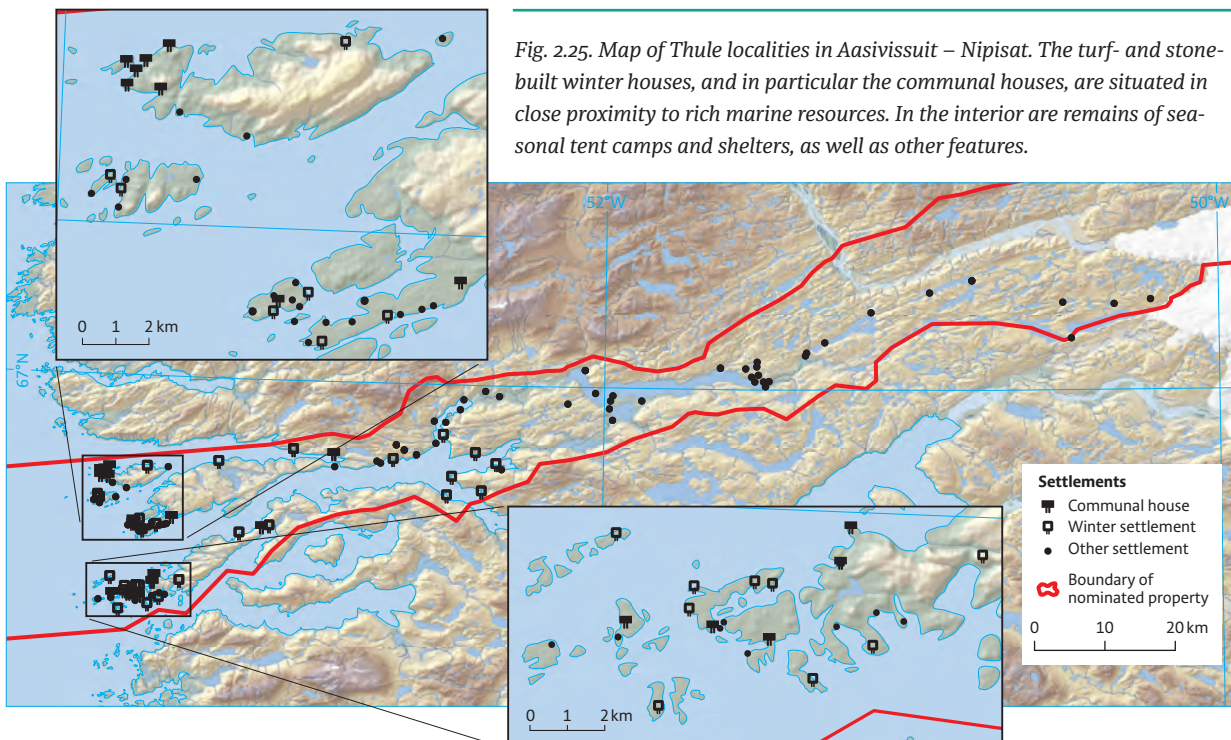 Fig. 2.25. Map of Thule localities in Aasivissuit – Nipisat. The turf- and stone-
built winter houses, and in particular the communal houses, are situated in
close proximity to rich marine resources. In the interior are remains of sea-
sonal tent camps and shelters, as well as other features.
0 1 2 km
52°W
50°W
67°N
Settlements
Communal house
Winter settlement
Other settlement
Boundary of
nominated property
0 10 20 km
0 1 2 km